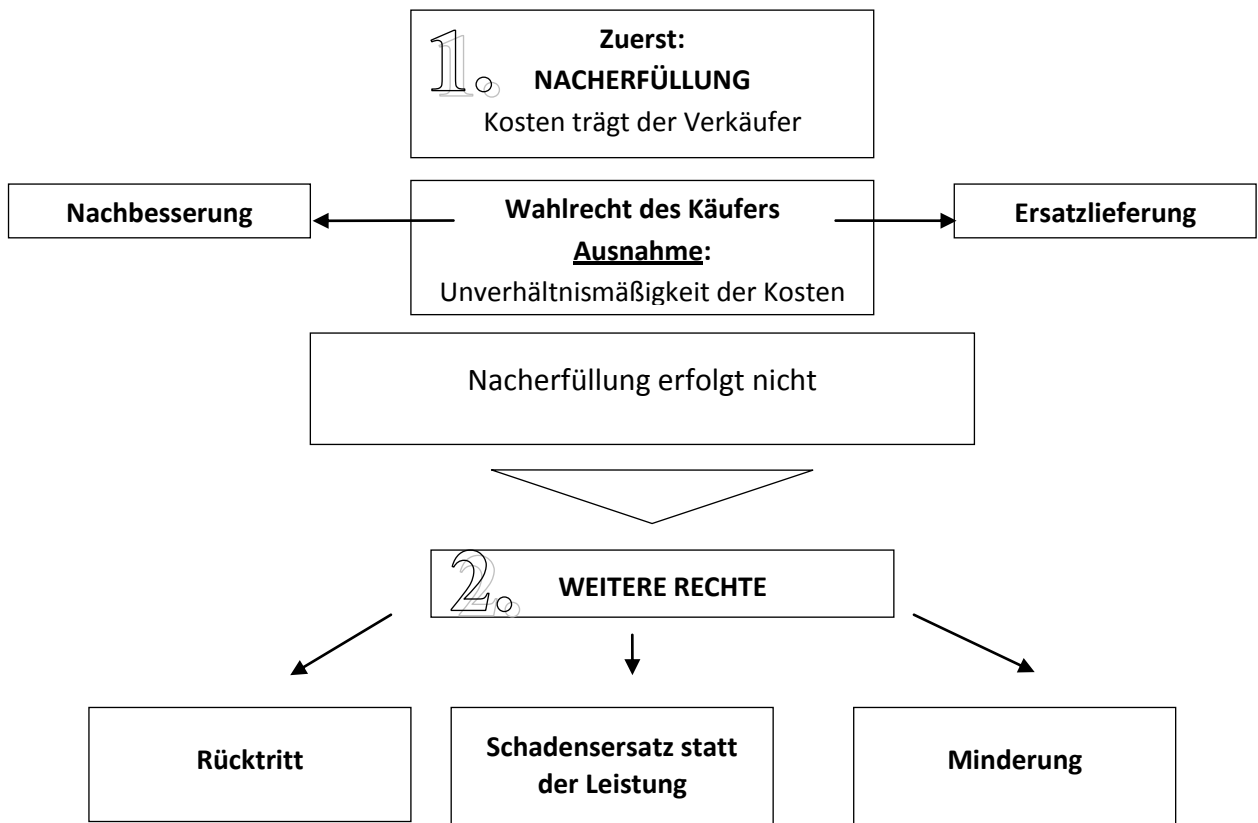 1.
Zuerst:
NACHERFÜLLUNG
Kosten trägt der Verkäufer
Nachbesserung
Wahlrecht des Käufers
Ausnahme:
Unverhältnismäßigkeit der Kosten
Ersatzlieferung
Nacherfüllung erfolgt nicht
2.
WEITERE RECHTE
Rücktritt
Schadensersatz statt
der Leistung
Minderung